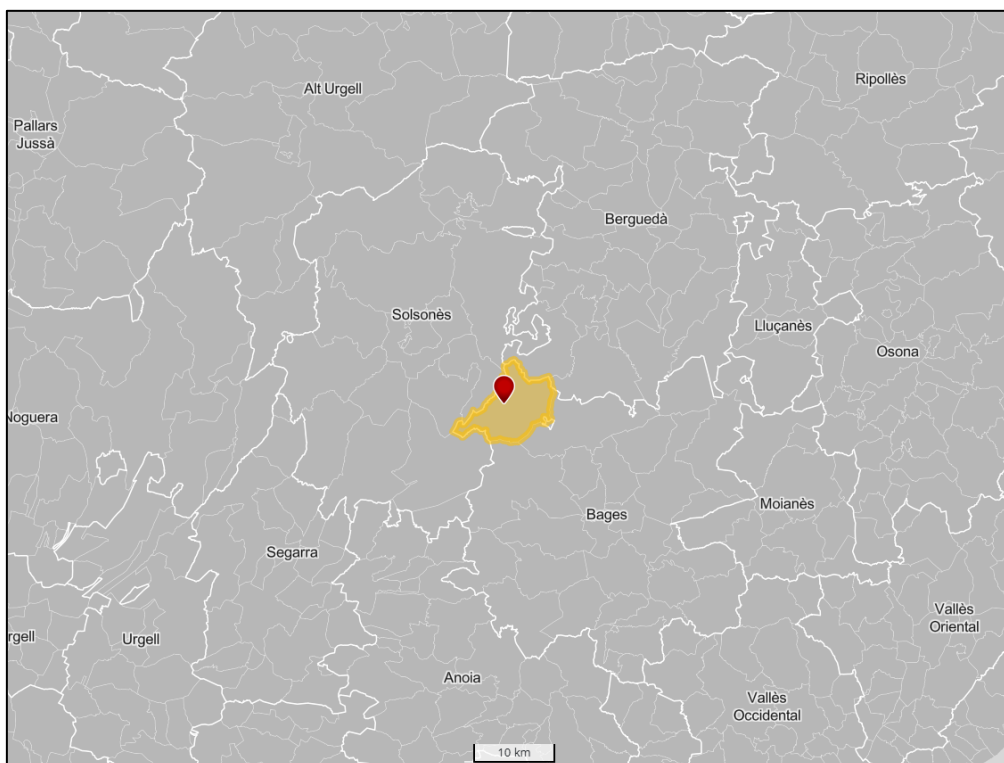 Ripollès
Alt Urgell
Pallars
Jussà
Berguedà
Solsonès
Lluçanès
Osona
Noguera
Moianès
Bages
Segarra
Vallès
Oriental
rgell
Urgell
Anoia
Vallès
Occidental
10 km